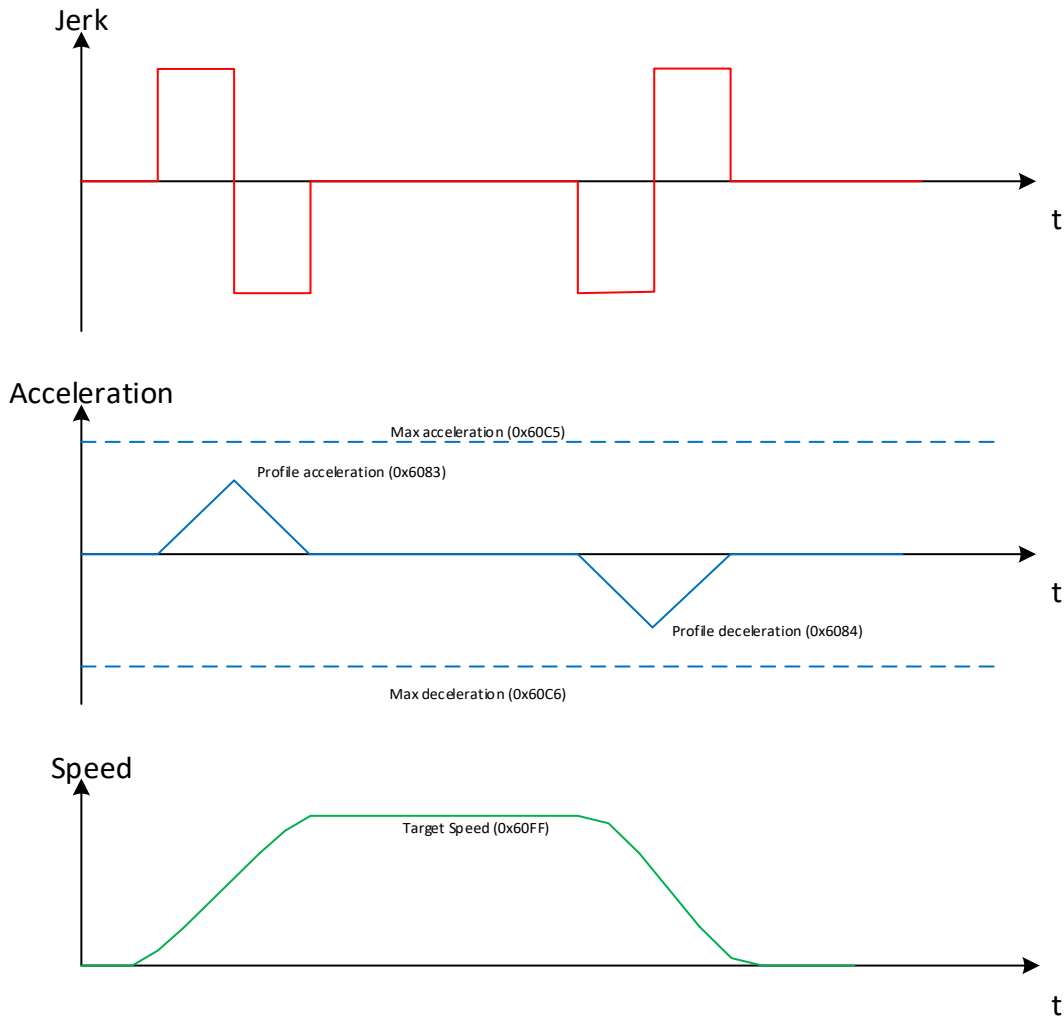 Jerk
t
Acceleration
Max acceleration (0x60C5)
Profile acceleration (0x6083)
t
Profile deceleration (0x6084)
Max deceleration (0x60C6)
Speed
Target Speed (0x60FF)
t